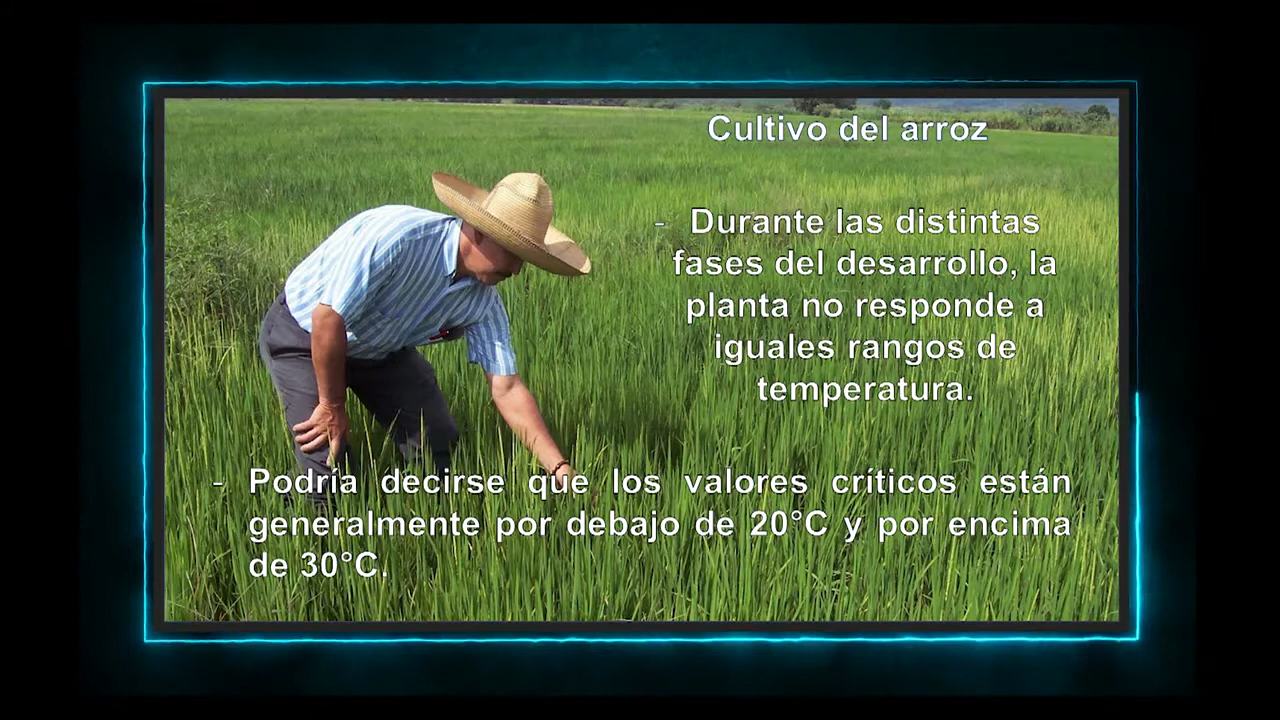 Cultivo del arroz
- Durante las distintas
fases del desarrollo, la
planta no responde a
iguales rangos de
temperatura.
- Podría decirse que los valores críticos están
generalmente por debajo de 20°C y por encima
de 30°C.